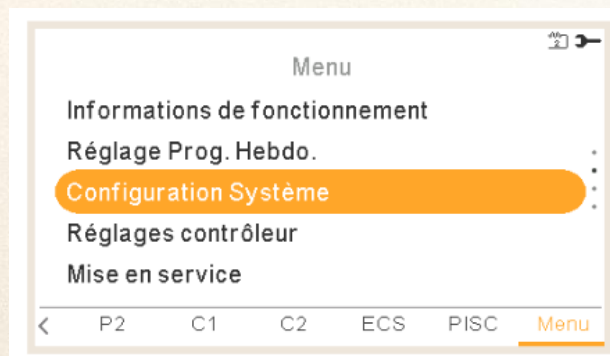 2
Menu
Informations de fonctionnement
Réglage Prog. Hebdo.
Configuration Système
Réglages contrôleur
Mise en service
< P2 C1 C2 ECS PISC Menu